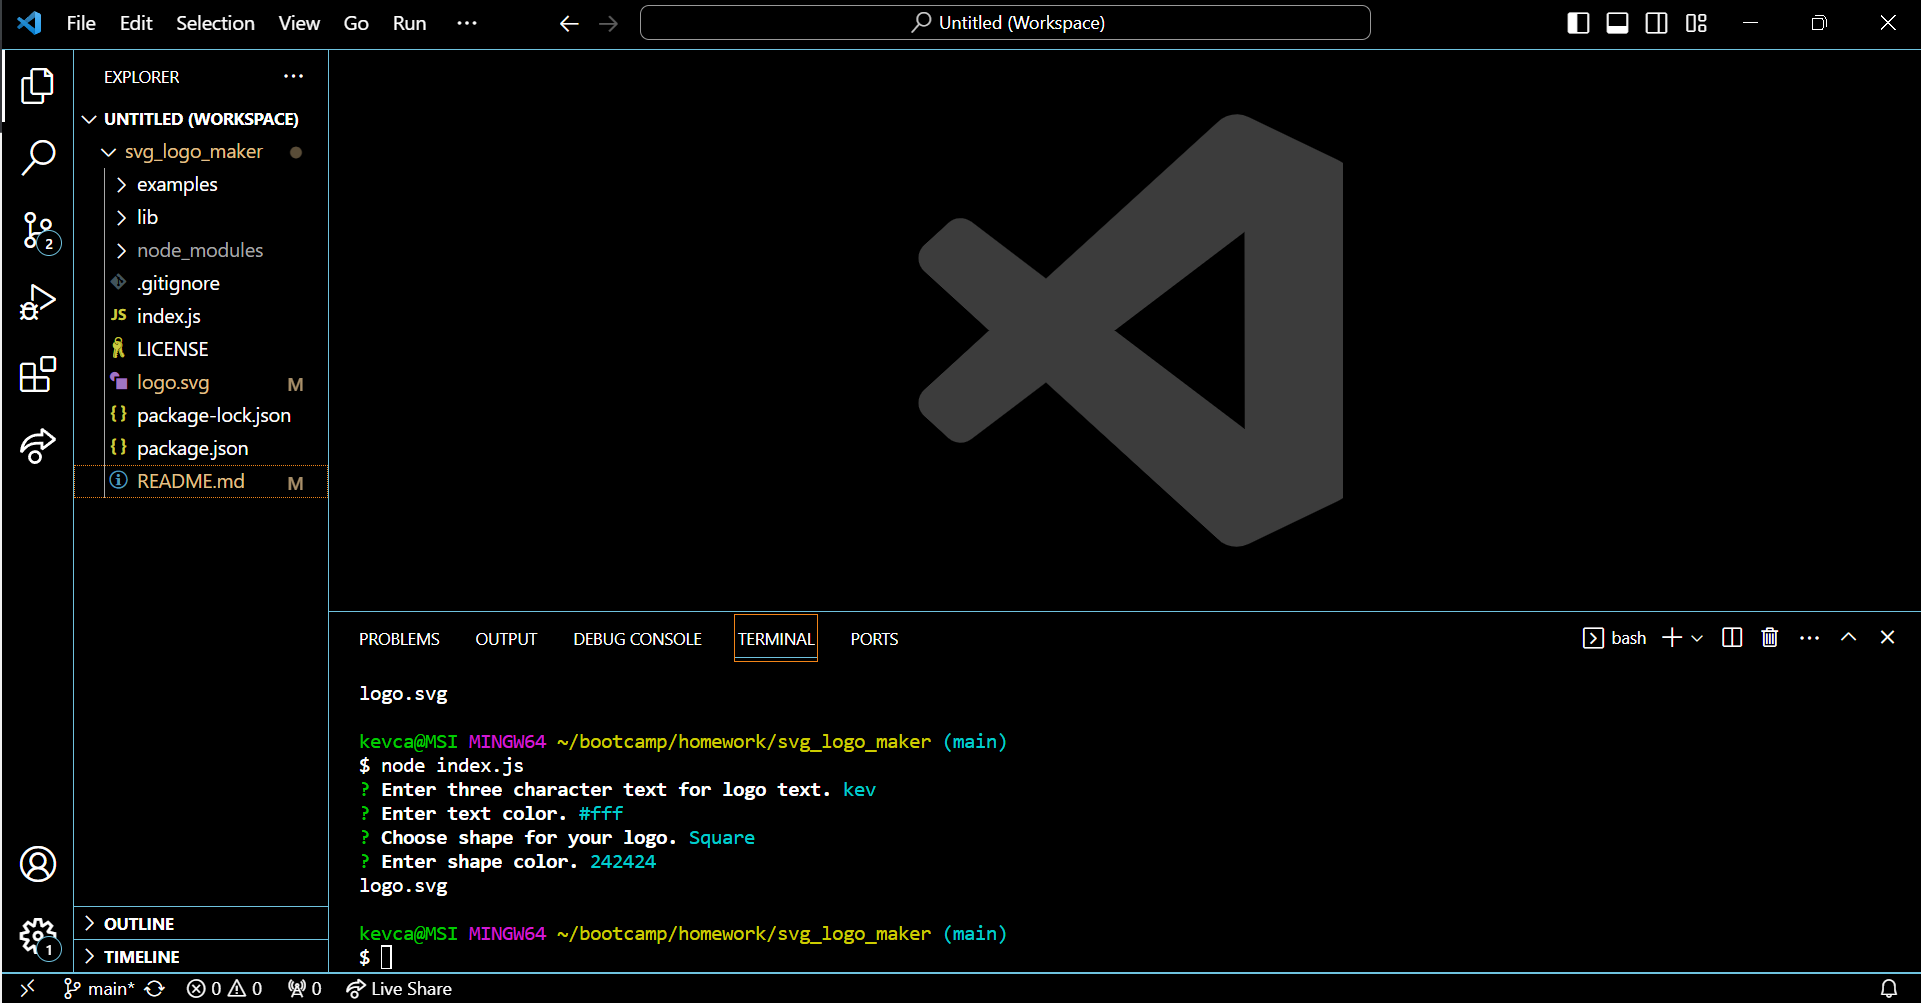 File Edit Selection View Go Run ··· Untitled (Workspace)
EXPLORER ···
UNTITLED (WORKSPACE)
svg_logo_maker
examples
lib
2
node_modules
.gitignore
JS index.js
LICENSE
logo.svg M
{} package-lock.json
{} package.json
README.md M
PROBLEMS OUTPUT DEBUG CONSOLE TERMINAL PORTS bash ···
logo.svg
kevca@MSI MINGW64 ~/bootcamp/homework/svg_logo_maker (main)
$ node index.js
? Enter three character text for logo text. kev
? Enter text color. #fff
? Choose shape for your logo. Square
? Enter shape color. 242424
logo.svg
kevca@MSI MINGW64 ~/bootcamp/homework/svg_logo_maker (main)
$
OUTLINE
1
TIMELINE
main* 0 0 0 Live Share